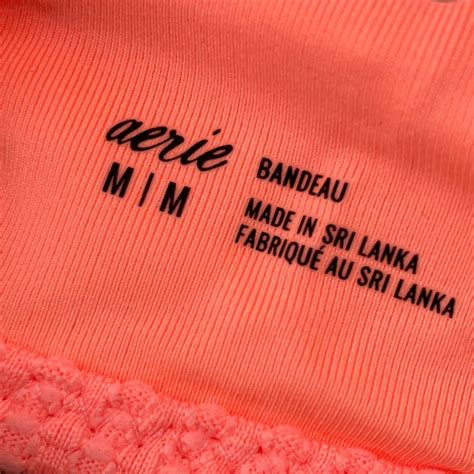 aerie
M | M
BANDEAU
MADE IN SRI LANKA
FABRIQUÉ AU SRI LANKA